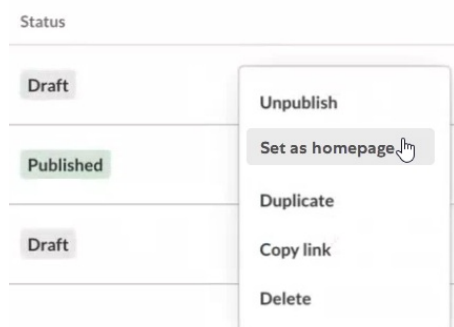 Status
Draft
Unpublish
Set as homepage
Published
Duplicate
Draft
Copy link
Delete